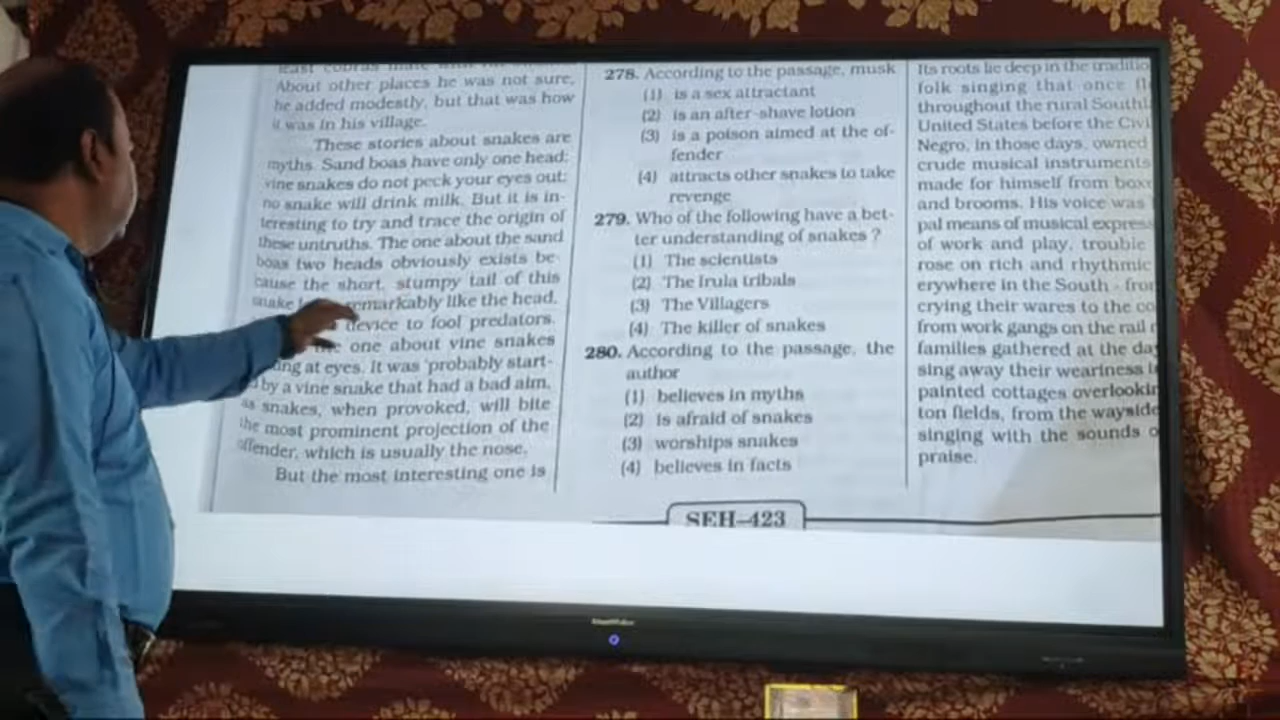 least cobras mate with
About other places he was not sure,
he added modestly, but that was how
it was in his village.
These stories about snakes are
myths. Sand boas have only one head;
vine snakes do not peck your eyes out;
no snake will drink milk. But it is in-
teresting to try and trace the origin of
these untruths. The one about the sand
boas two heads obviously exists be-
cause the short, stumpy tail of this
snake remarkably like the head,
device to fool predators.
one about vine snakes
at eyes. It was 'probably start-
by a vine snake that had a bad aim,
as snakes, when provoked, will bite
the most prominent projection of the
offender, which is usually the nose.
But the most interesting one is
278. According to the passage, musk
(1) is a sex attractant
(2) is an after-shave lotion
(3) is a poison aimed at the of-
fender
(4) attracts other snakes to take
revenge
279. Who of the following have a bet-
ter understanding of snakes ?
(1) The scientists
(2) The Irula tribals
(3) The Villagers
(4) The killer of snakes
280. According to the passage, the
author
(1) believes in myths
(2) is afraid of snakes
(3) worships snakes
(4) believes in facts
Its roots lie deep in the
folk singing that once
throughout the rural
United States before the
Negro, in those days, owned
crude musical instruments
made for himself from
and brooms. His voice was
pal means of musical
of work and play, trouble
rose on rich and rhythmic
erywhere in the South -
crying their wares to the
from work gangs on the rail
families gathered at the
sing away their weariness
painted cottages
ton fields, from the
singing with the sounds
praise.
SEH–423